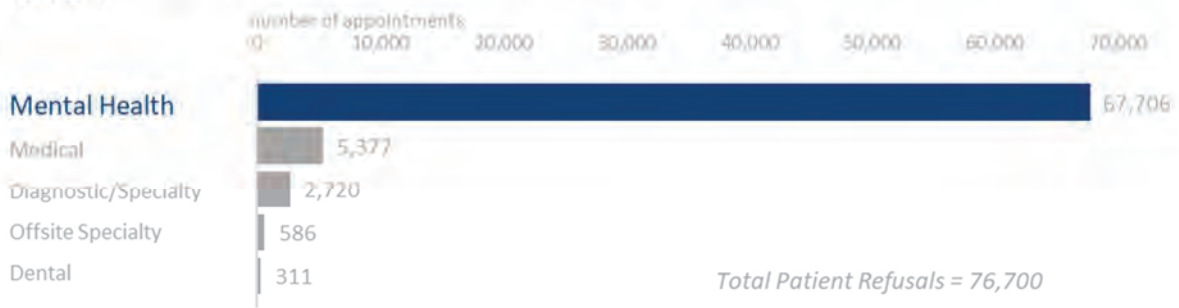 number of appointments
0 10,000 20,000 30,000 40,000 50,000 60,000 70,000
Mental Health 67,706
Medical 5,377
Diagnostic/Specialty 2,720
Offsite Specialty 586
Dental 311
Total Patient Refusals = 76,700